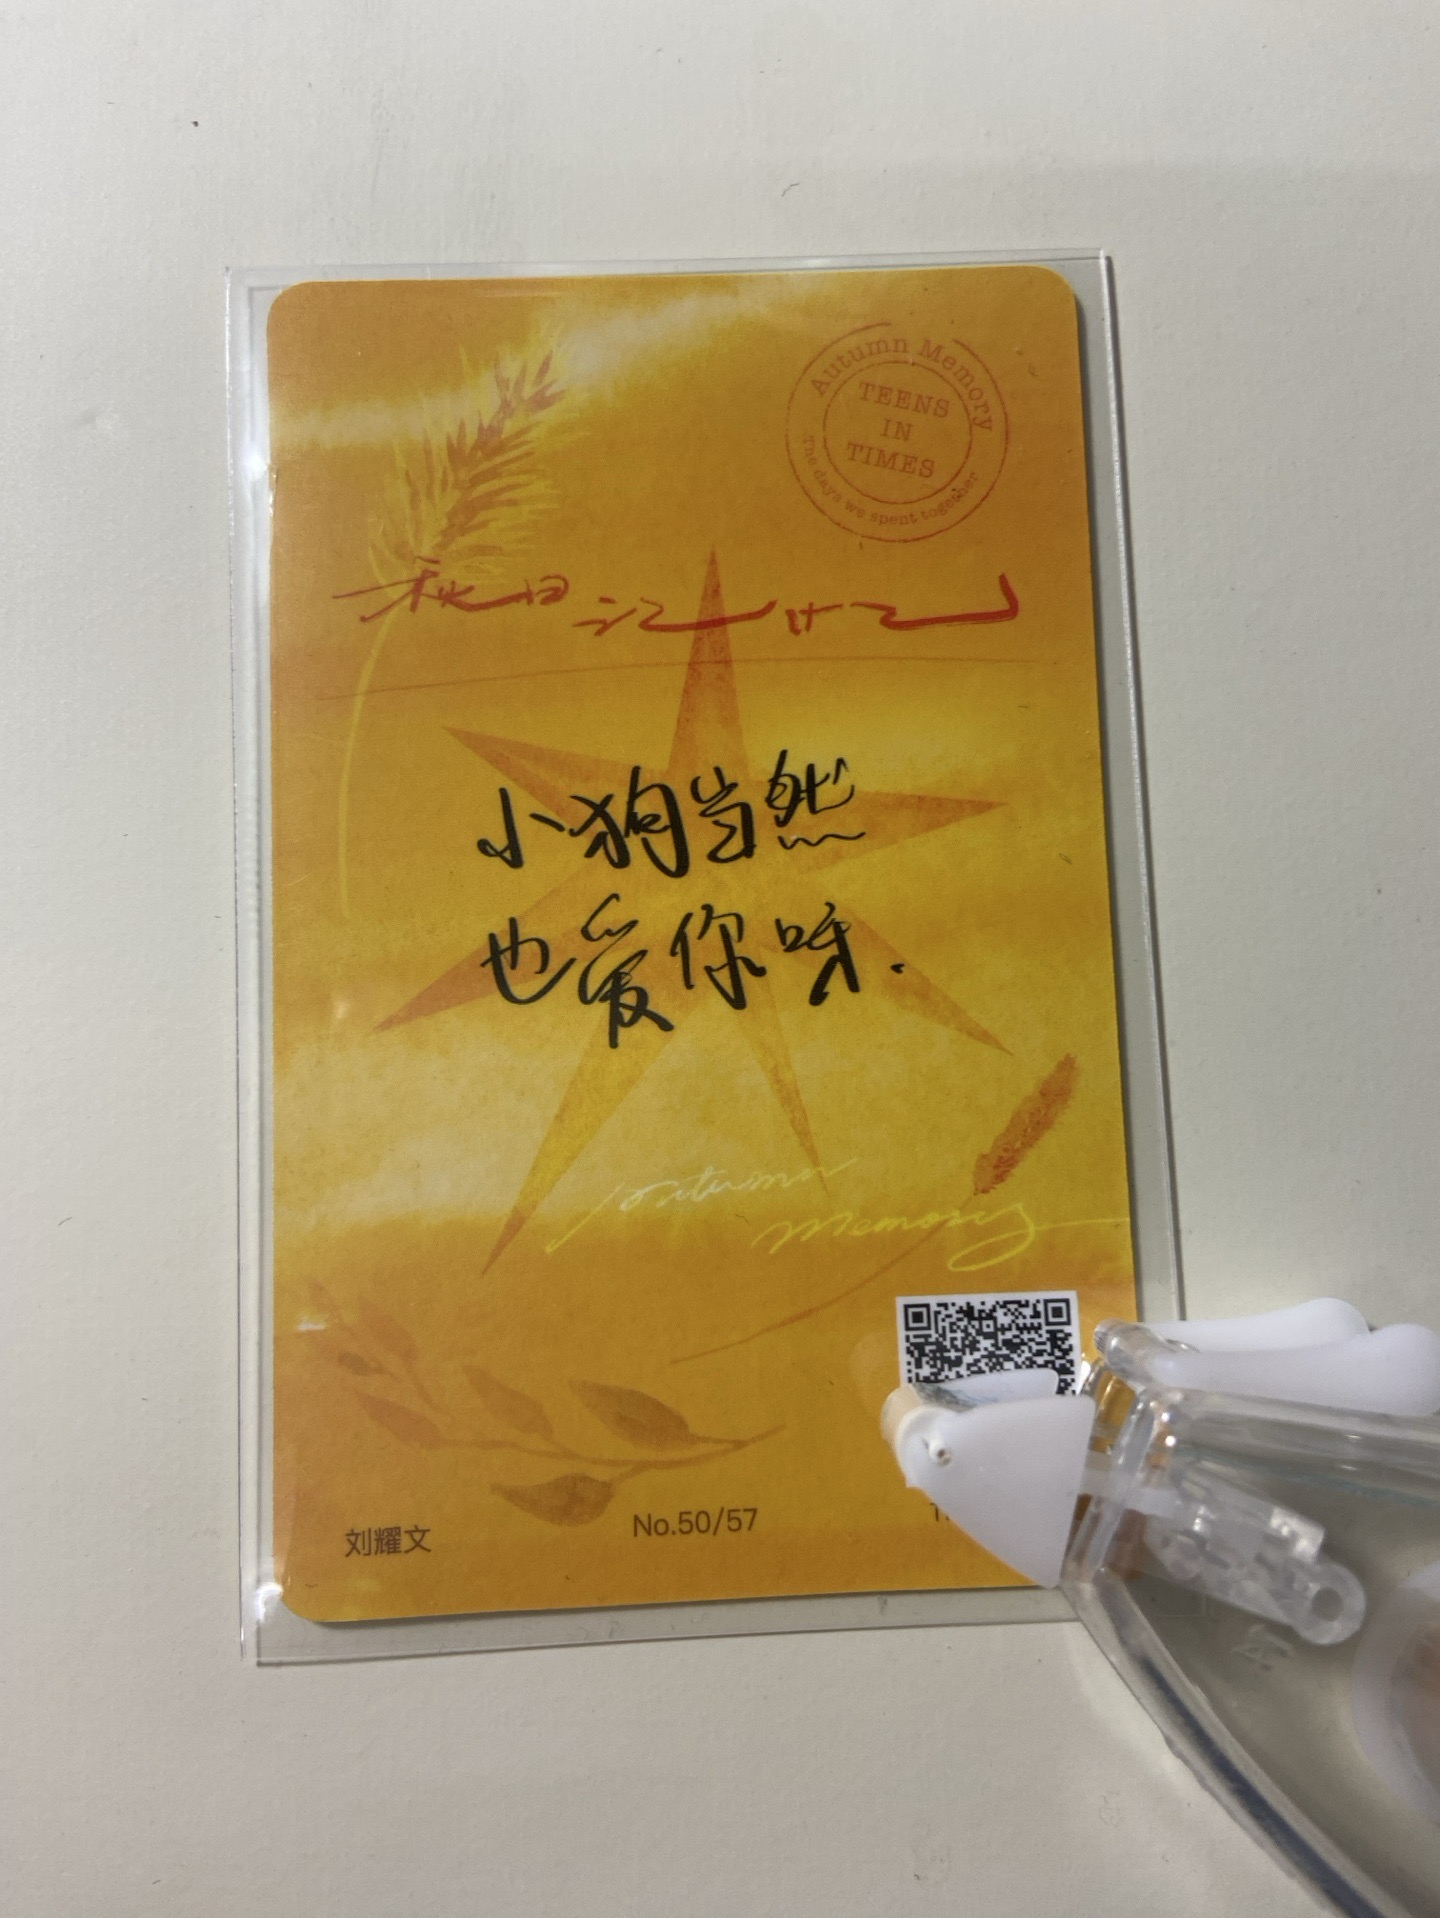 Autumn Memory
TEENS
IN
TIMES
The days we spent together
秋日记忆
小狗当然
也爱你呀.
Autumn
Memory
刘耀文
No.50/57